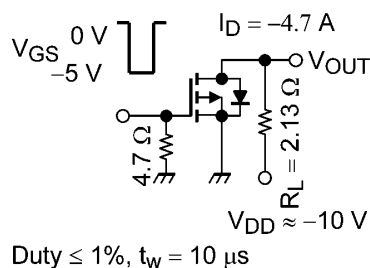 I_D = −4.7 A
0 V
V_GS
−5 V
V_OUT
4.7 Ω
R_L = 2.13 Ω
V_DD ≈ −10 V
Duty ≤ 1%, t_w = 10 μs